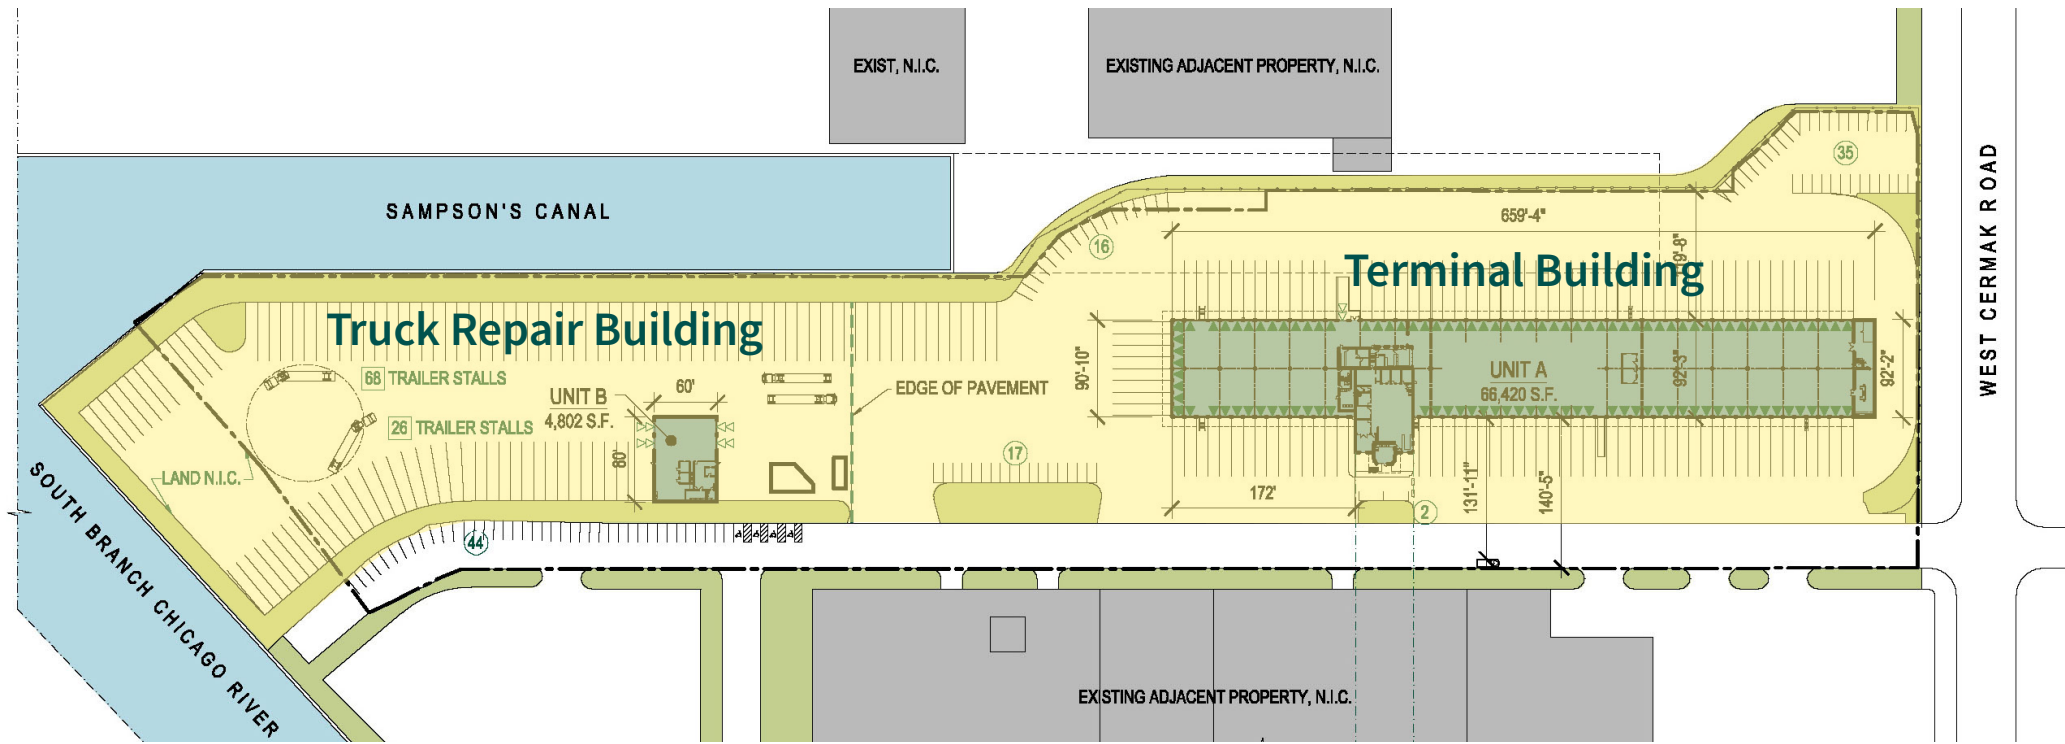 EXIST, N.I.C.
EXISTING ADJACENT PROPERTY, N.I.C.
35
WEST CERMAK ROAD
SAMPSON'S CANAL
659'-4"
16
Terminal Building
Truck Repair Building
68 TRAILER STALLS
UNIT B
4,802 S.F.
60'
EDGE OF PAVEMENT
90'-10"
UNIT A
66,420 S.F.
92'-3"
92'-2"
26 TRAILER STALLS
80'
LAND N.I.C.
17
172'
131'-11"
140'-5"
2
44
SOUTH BRANCH CHICAGO RIVER
EXISTING ADJACENT PROPERTY, N.I.C.